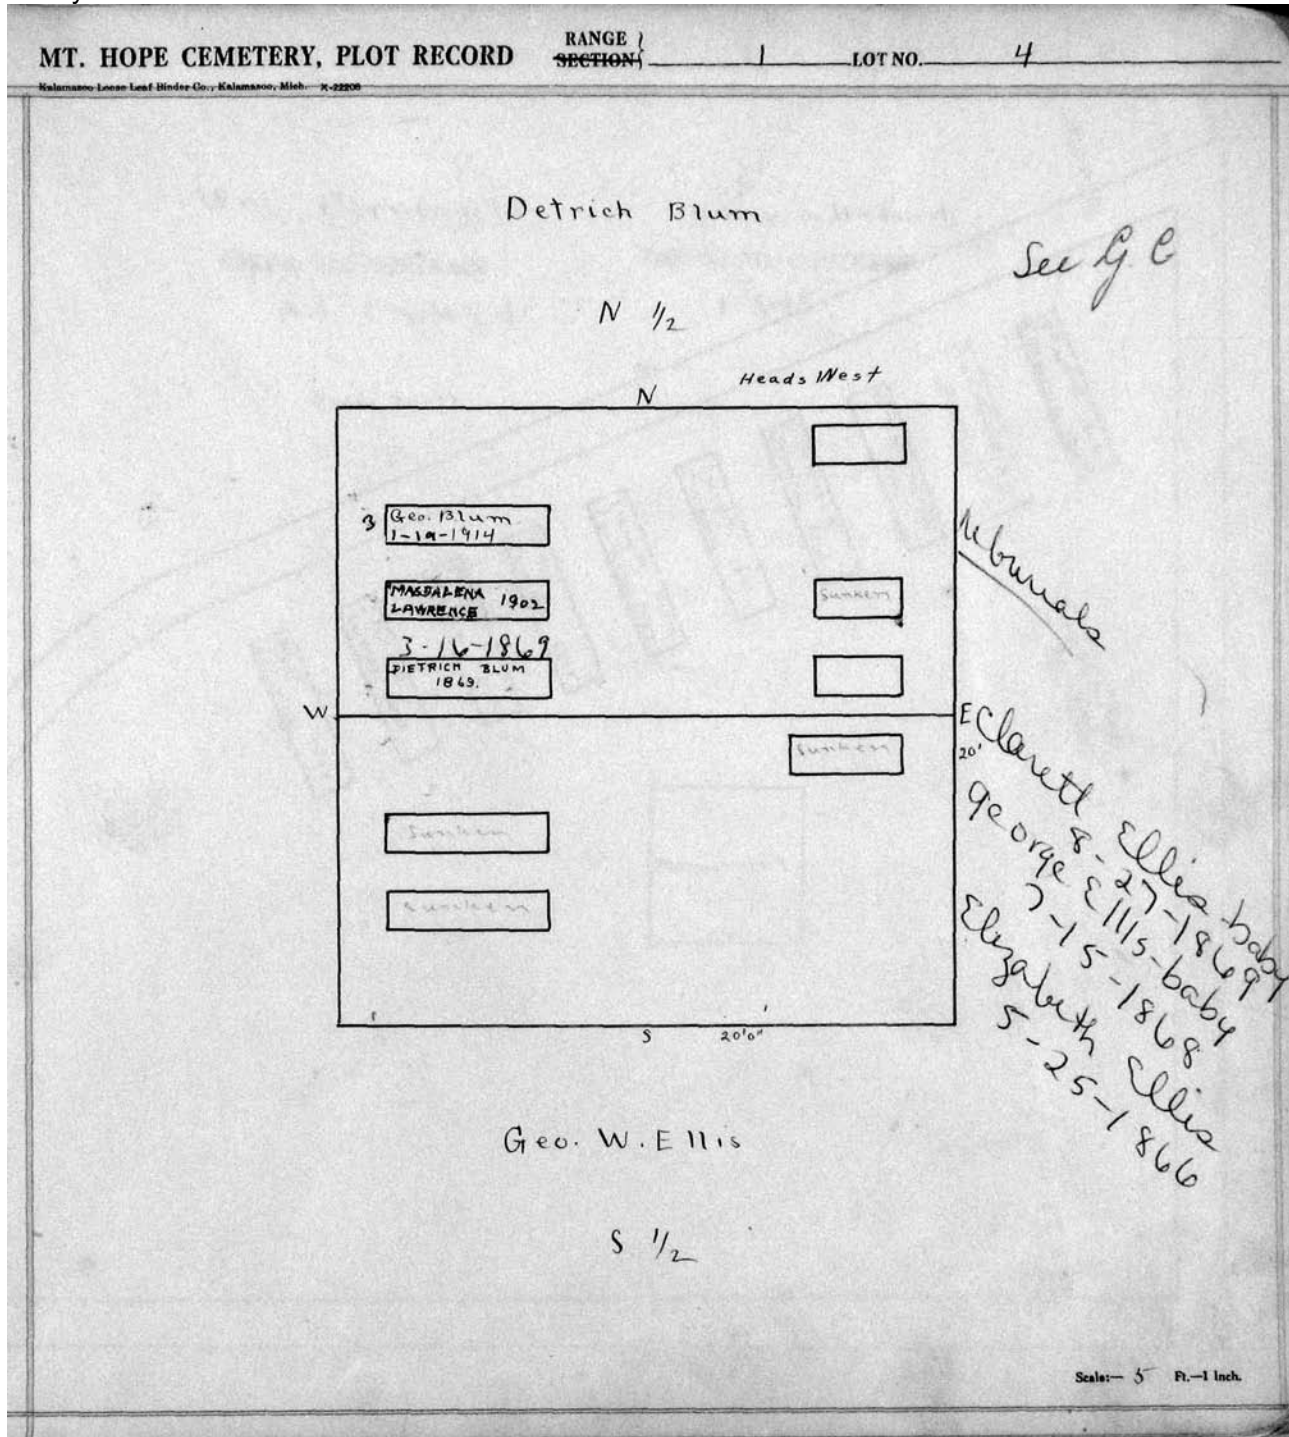 MT. HOPE CEMETERY, PLOT RECORD RANGE SECTION 1 LOT NO. 4
Kalamazoo Loose Leaf Binder Co., Kalamazoo, Mich. X-22208
Detrich Blum
See G. C
N 1/2
Heads West
N
3 Geo. Blum
1-19-1914
MAGDALENA 1902
LAWRENCE
Sunken
Reburials
3-16-1869
DIETRICH BLUM
1869.
W
E
20'
Sunken
Sunken
Sunken
Clareth Ellis-baby
8-27-1869
George Ellis-baby
7-15-1868
Elizabeth Ellis
5-25-1866
S 20'0"
Geo. W. Ellis
S 1/2
Scale:— 5 Ft.—1 Inch.